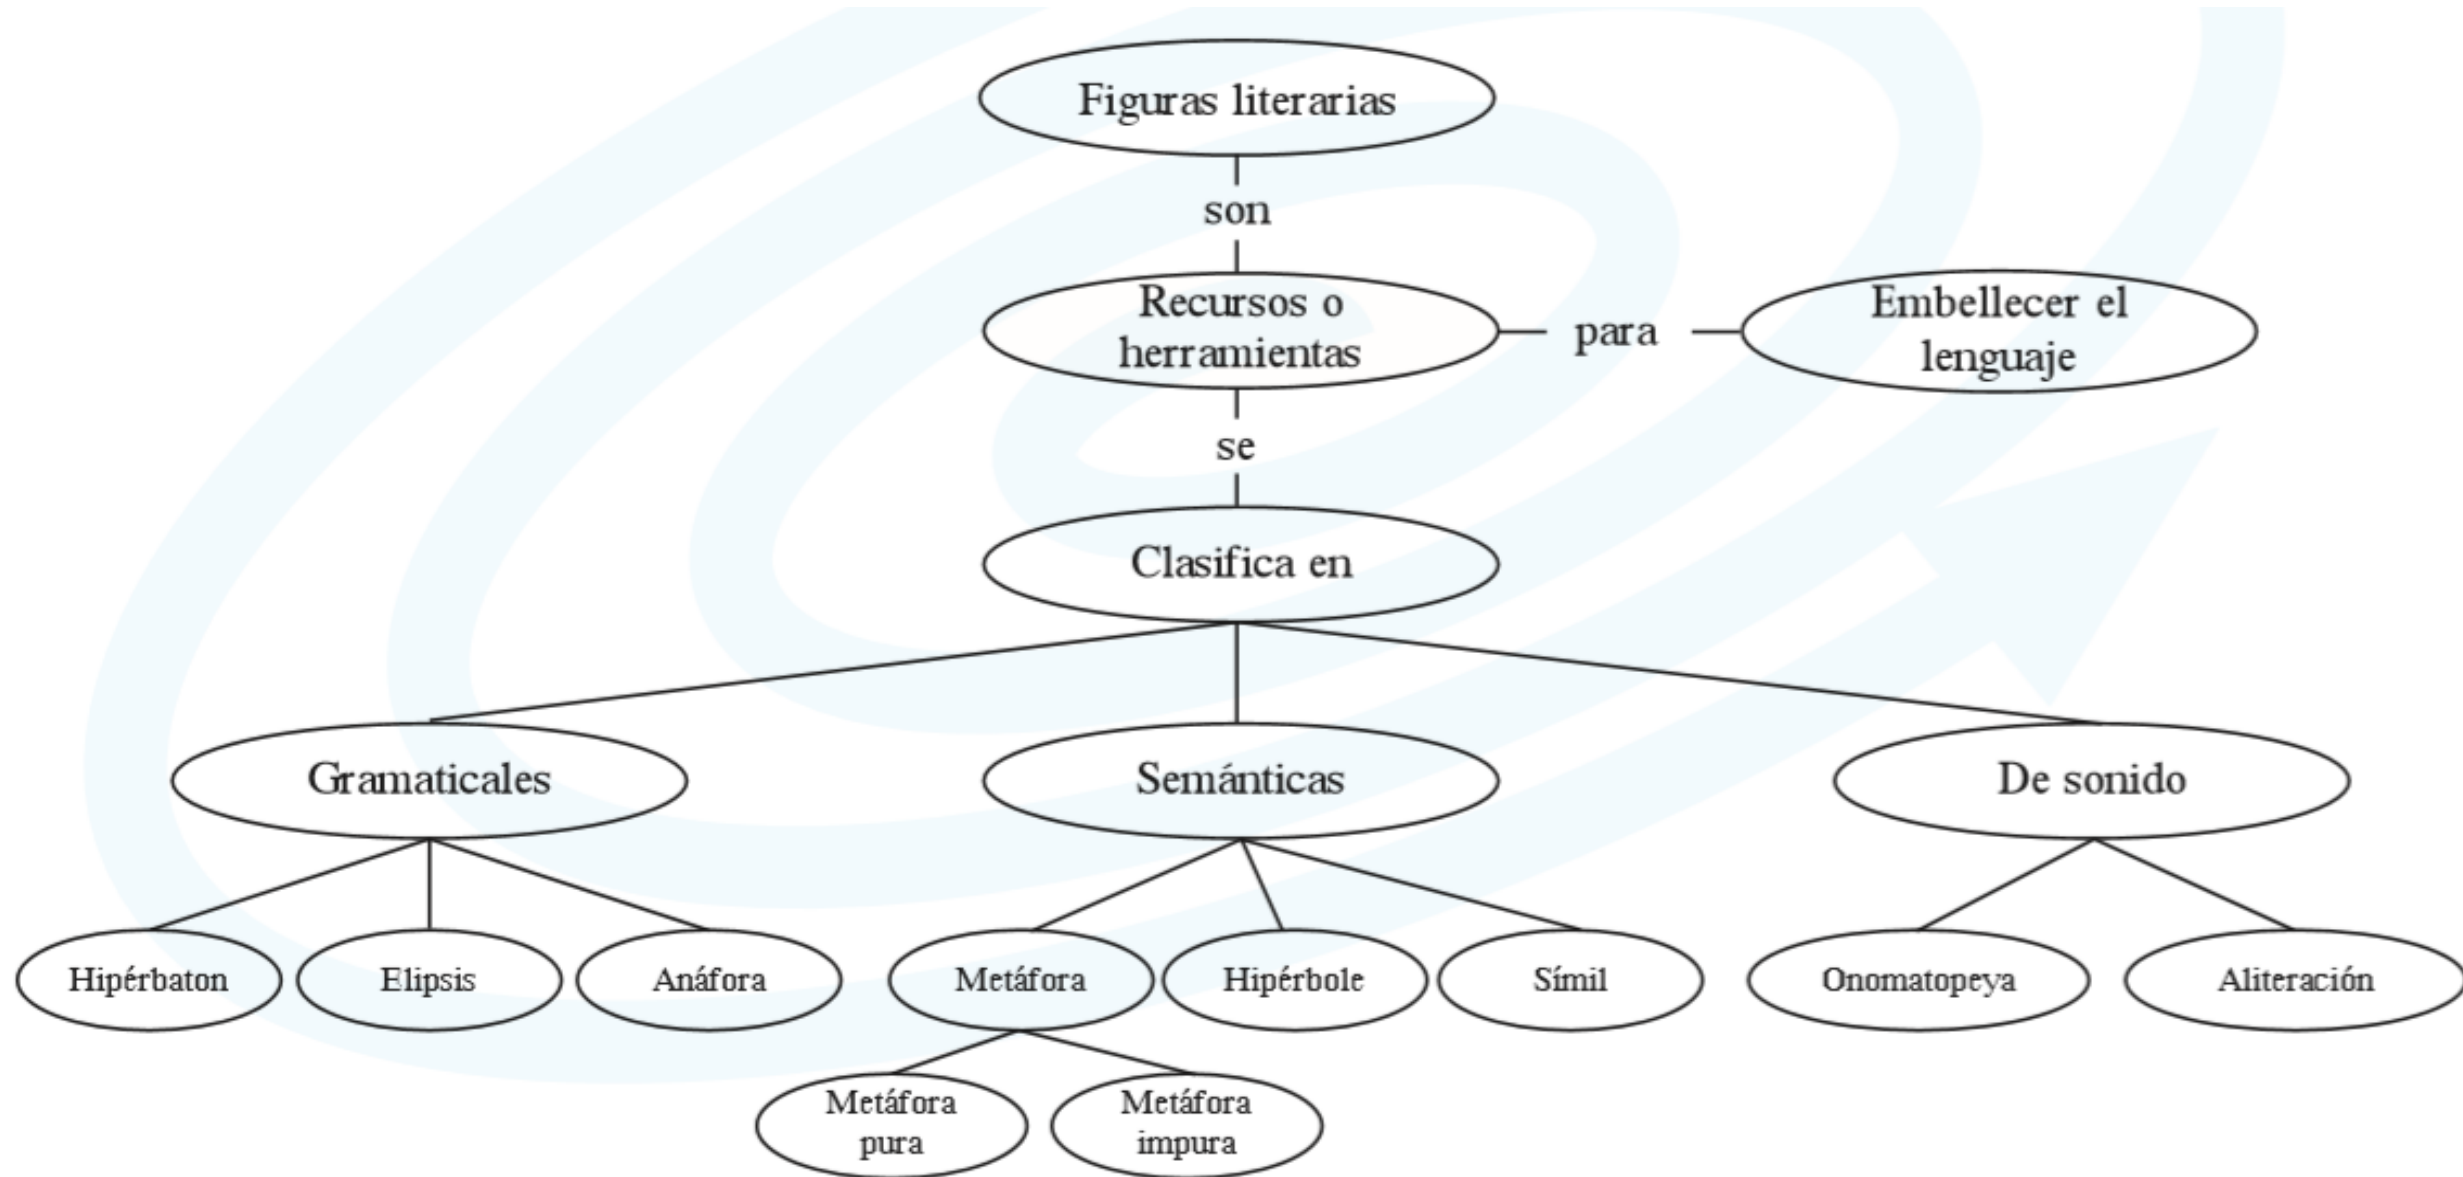 Figuras literarias
son
Recursos o
herramientas
para
Embellecer el
lenguaje
se
Clasifica en
Gramaticales
Semánticas
De sonido
Hipérbaton
Elipsis
Anáfora
Metáfora
Hipérbole
Símil
Onomatopeya
Aliteración
Metáfora
pura
Metáfora
impura